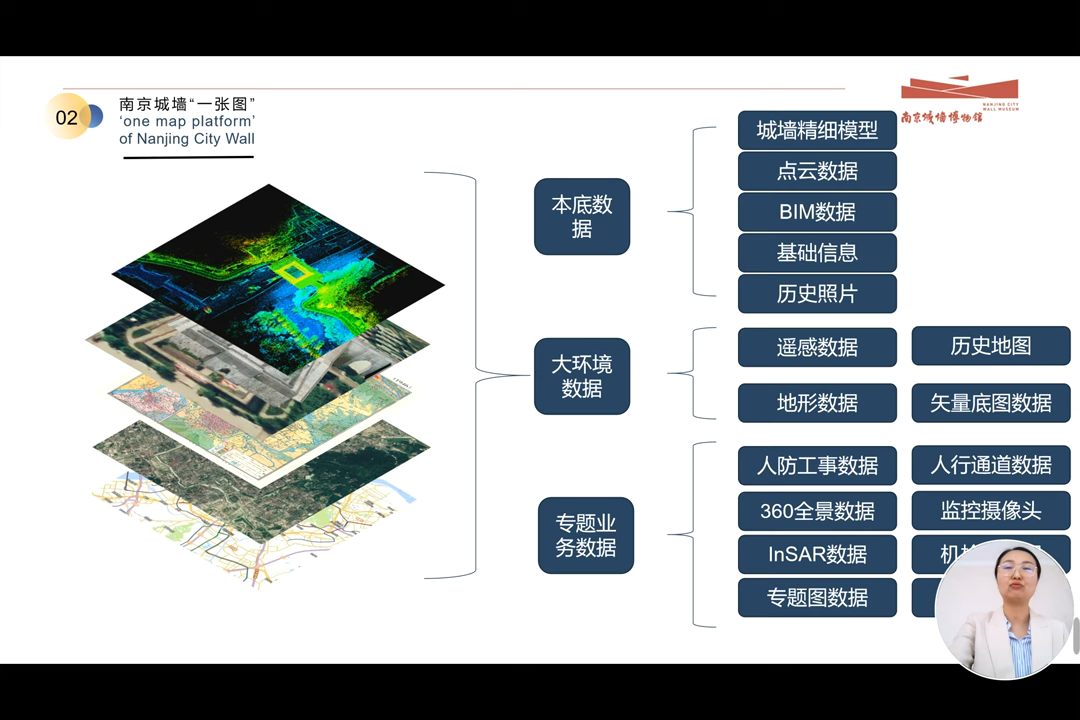 02
南京城墙“一张图”
‘one map platform’
of Nanjing City Wall
NANJING CITY
WALL MUSEUM
南京城墙博物馆
本底数
据
城墙精细模型
点云数据
BIM数据
基础信息
历史照片
大环境
数据
遥感数据
历史地图
地形数据
矢量底图数据
专题业
务数据
人防工事数据
人行通道数据
360全景数据
监控摄像头
InSAR数据
专题图数据